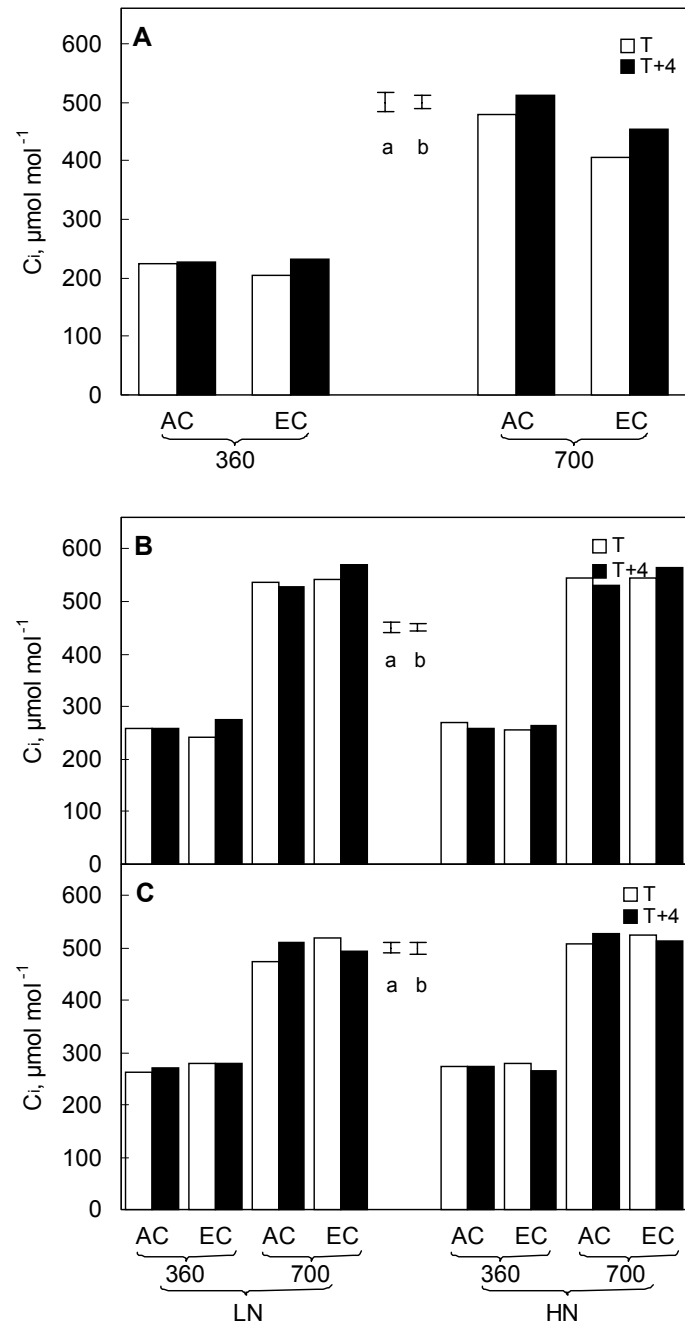 A
T
T+4
600
500
400
300
200
100
0
Ci, µmol mol⁻¹
a b
AC EC AC EC
360 700
B
T
T+4
600
500
400
300
200
100
0
Ci, µmol mol⁻¹
a b
C
T
T+4
600
500
400
300
200
100
0
Ci, µmol mol⁻¹
a b
AC EC AC EC AC EC AC EC
360 700 360 700
LN HN